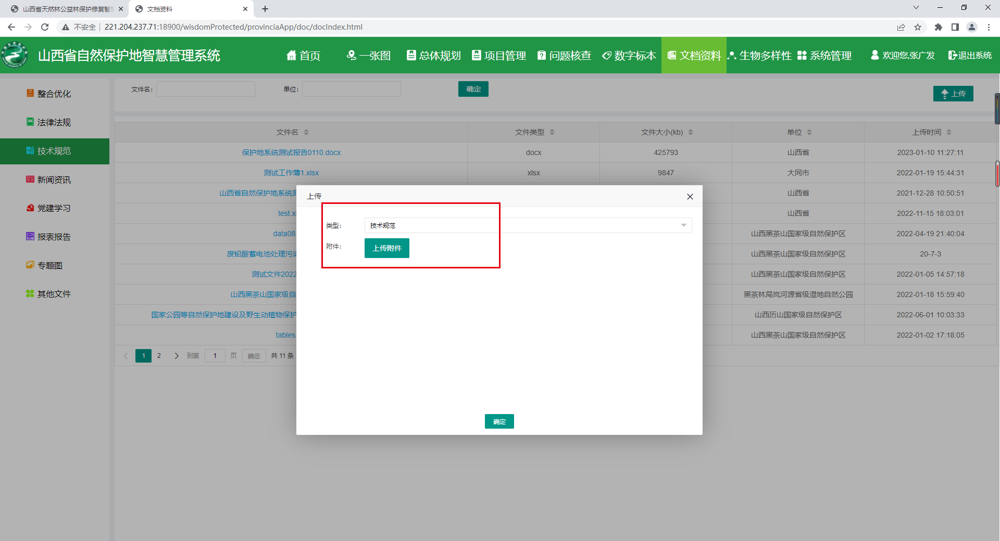 山西省天然林公益林保护修复智
文档资料
不安全
221.204.237.71:18900/wisdomProtected/provinciaApp/doc/docIndex.html
山西省自然保护地智慧管理系统
首页
一张图
总体规划
项目管理
问题核查
数字标本
文档资料
生物多样性
系统管理
欢迎您,张广发
退出系统
整合优化
法律法规
技术规范
新闻资讯
党建学习
报表报告
专题图
其他文件
文件名:
单位:
确定
上传
文件名 文件类型 文件大小(kb) 单位 上传时间
保护地系统测试报告0110.docx docx 425793 山西省 2023-01-10 11:27:11
测试工作簿1.xlsx xlsx 9847 大同市 2022-01-19 15:44:31
山西省自然保护地系统测 山西省 2021-12-28 10:50:51
test.xl 山西省 2022-11-15 18:03:01
data08. 山西黑茶山国家级自然保护区 2022-04-19 21:40:04
废铅酸蓄电池处理污染 山西黑茶山国家级自然保护区 20-7-3
测试文件2022 山西黑茶山国家级自然保护区 2022-01-05 14:57:18
山西黑茶山国家级自 黑茶林局岚河源省级湿地自然公园 2022-01-18 15:59:40
国家公园等自然保护地建设及野生动植物保护 山西历山国家级自然保护区 2022-06-01 10:03:33
tables. 山西黑茶山国家级自然保护区 2022-01-02 17:18:05
1 2 到第 1 页 确定 共 11 条
上传
类型: 技术规范
附件: 上传附件
确定